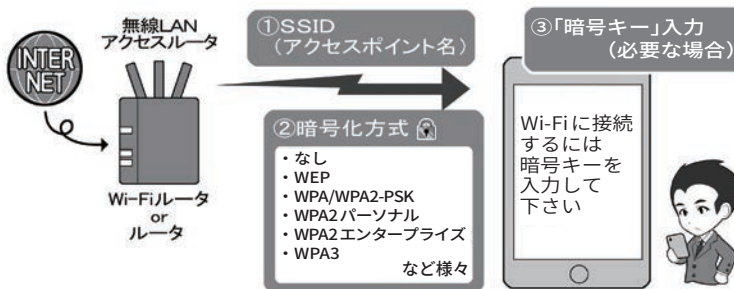 INTER
NET
無線LAN
アクセスルータ
Wi-Fiルータ
or
ルータ
①SSID
(アクセスポイント名)
②暗号化方式
・なし
・WEP
・WPA/WPA2-PSK
・WPA2パーソナル
・WPA2エンタープライズ
・WPA3
など様々
③「暗号キー」入力
(必要な場合)
Wi-Fiに接続
するには
暗号キーを
入力して
下さい